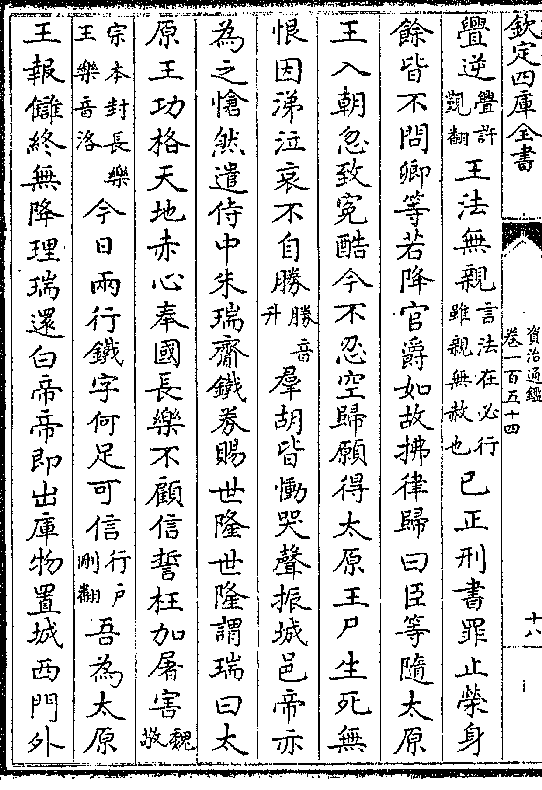 欽定四庫全書
資治通鑑
卷一百五十四
十八
釁逆釁許覲翻王法無親言法在必行雖親無赦也已正刑書罪止榮身
餘皆不問卿等若降官爵如故拂律歸曰臣等隨太原
王入朝忽致冤酷今不忍空歸願得太原王尸生死無
恨因涕泣哀不自勝勝音升羣胡皆慟哭聲振城邑帝亦
為之愴然遣侍中朱瑞齎鐵券賜世隆世隆謂瑞曰太
原王功格天地赤心奉國長樂不顧信誓枉加屠害魏敬
宗本封長樂王樂音洛今日兩行鐵字何足可信行戶剛翻吾為太原
王報讎終無降理瑞還白帝帝即出庫物置城西門外